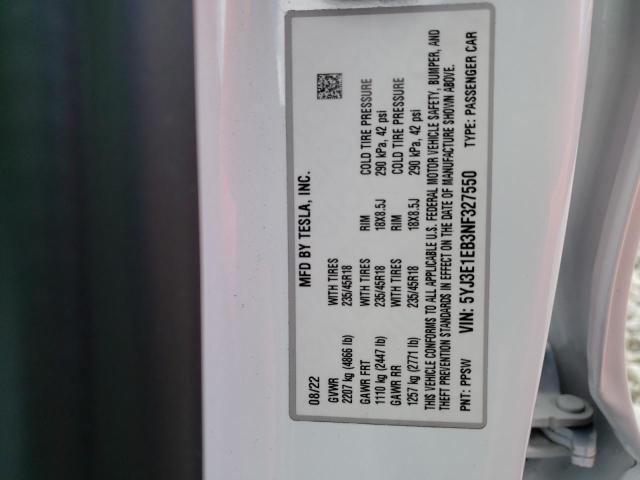 MFD BY TESLA, INC.
08/22
GVWR WITH TIRES
2207 kg (4866 lb) 235/45R18
GAWR FRT WITH TIRES RIM COLD TIRE PRESSURE
1110 kg (2447 lb) 235/45R18 18X8.5J 290 kPa, 42 psi
GAWR RR WITH TIRES RIM COLD TIRE PRESSURE
1257 kg (2771 lb) 235/45R18 18X8.5J 290 kPa, 42 psi
THIS VEHICLE CONFORMS TO ALL APPLICABLE U.S. FEDERAL MOTOR VEHICLE SAFETY, BUMPER, AND
THEFT PREVENTION STANDARDS IN EFFECT ON THE DATE OF MANUFACTURE SHOWN ABOVE.
PNT: PPSW VIN: 5YJ3E1EB3NF327550 TYPE: PASSENGER CAR